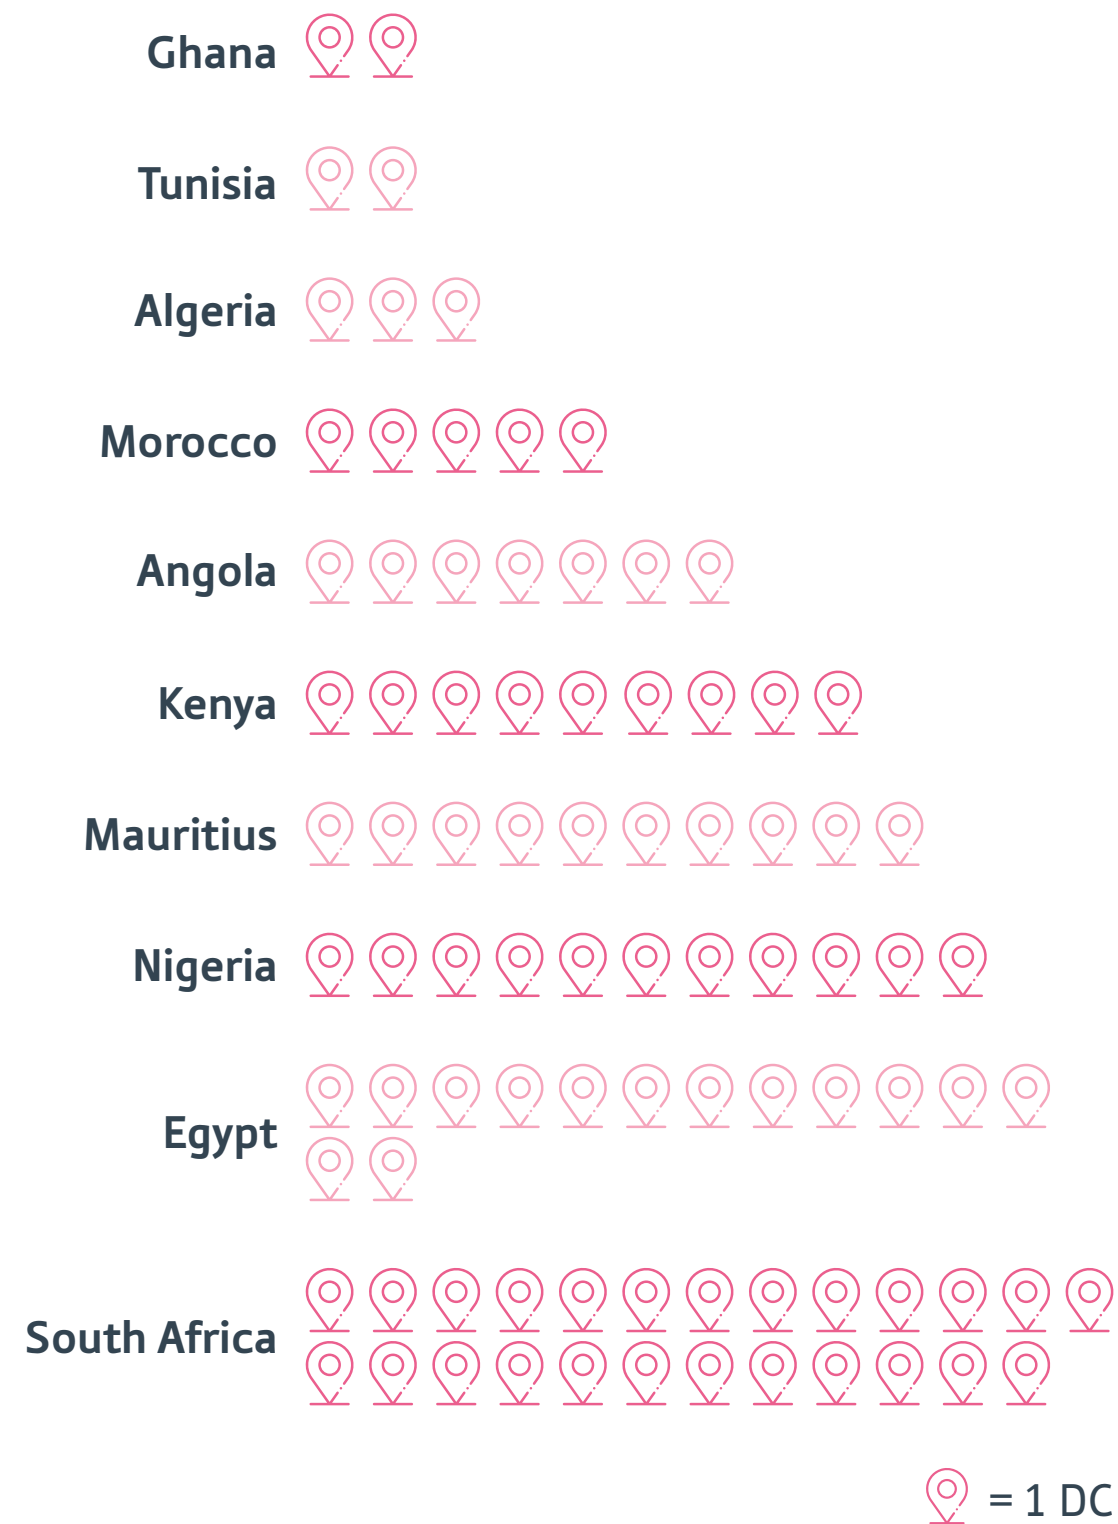 Ghana
Tunisia
Algeria
Morocco
Angola
Kenya
Mauritius
Nigeria
Egypt
South Africa
= 1 DC